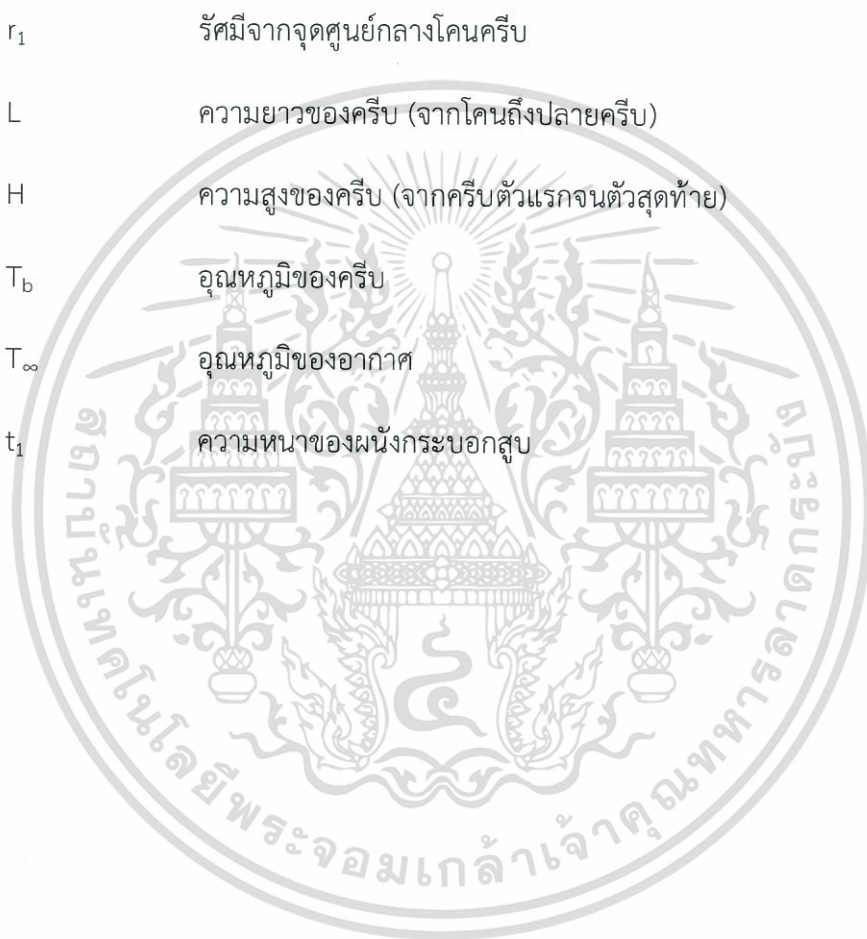 r₁ รัศมีจากจุดศูนย์กลางโคนครีบ
L ความยาวของครีบ (จากโคนถึงปลายครีบ)
H ความสูงของครีบ (จากครีบตัวแรกจนตัวสุดท้าย)
T_b อุณหภูมิของครีบ
T_∞ อุณหภูมิของอากาศ
t₁ ความหนาของผนังกระบอกสูบ
สถาบันเทคโนโลยีพระจอมเกล้าเจ้าคุณทหารลาดกระบัง